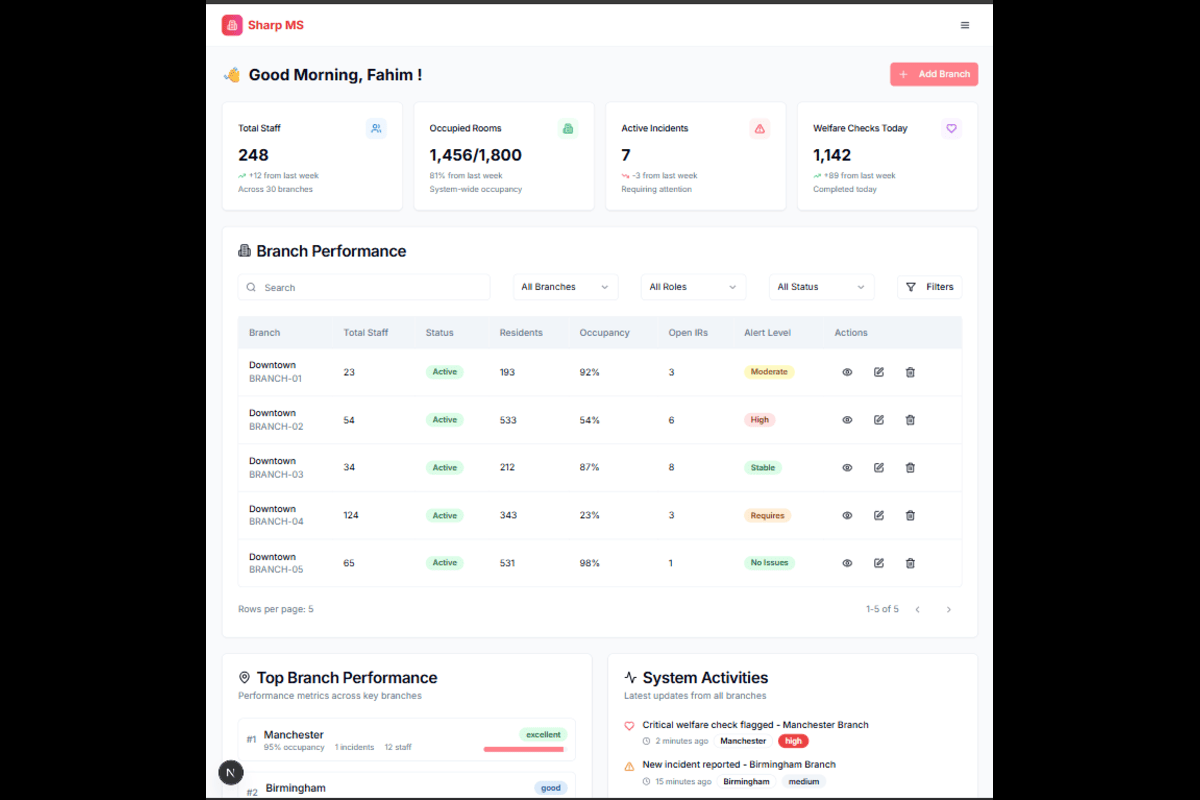 Sharp MS
Good Morning, Fahim !
Add Branch
Total Staff
248
+12 from last week
Across 30 branches
Occupied Rooms
1,456/1,800
81% from last week
System-wide occupancy
Active Incidents
7
-3 from last week
Requiring attention
Welfare Checks Today
1,142
+89 from last week
Completed today
Branch Performance
Search
All Branches
All Roles
All Status
Filters
Branch Total Staff Status Residents Occupancy Open IRs Alert Level Actions
Downtown
BRANCH-01
23 Active 193 92% 3 Moderate
Downtown
BRANCH-02
54 Active 533 54% 6 High
Downtown
BRANCH-03
34 Active 212 87% 8 Stable
Downtown
BRANCH-04
124 Active 343 23% 3 Requires
Downtown
BRANCH-05
65 Active 531 98% 1 No Issues
Rows per page: 5
1-5 of 5
Top Branch Performance
Performance metrics across key branches
#1 Manchester excellent
95% occupancy 1 incidents 12 staff
#2 Birmingham good
N
System Activities
Latest updates from all branches
Critical welfare check flagged - Manchester Branch
2 minutes ago Manchester high
New incident reported - Birmingham Branch
15 minutes ago Birmingham medium